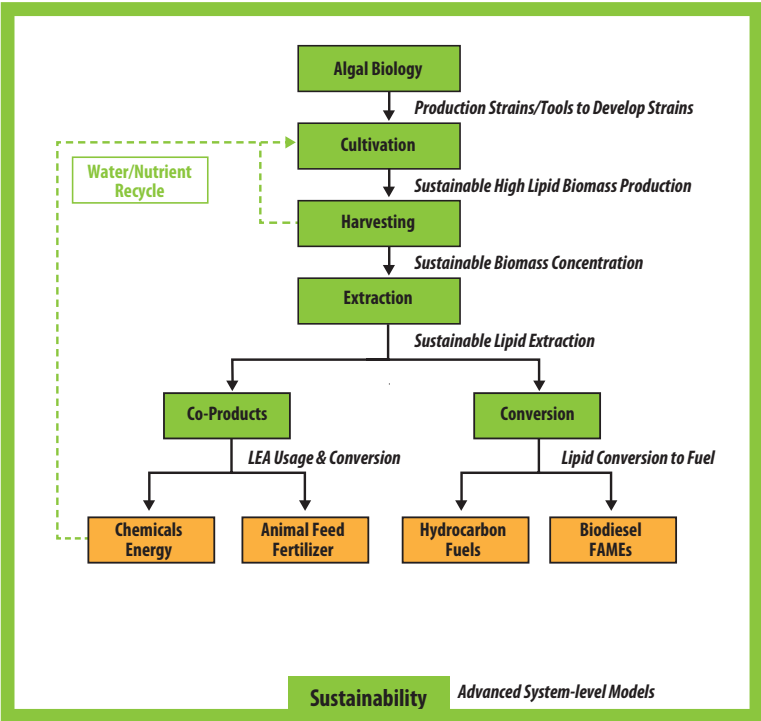 Algal Biology
Production Strains/Tools to Develop Strains
Cultivation
Water/Nutrient
Recycle
Sustainable High Lipid Biomass Production
Harvesting
Sustainable Biomass Concentration
Extraction
Sustainable Lipid Extraction
Co-Products
Conversion
LEA Usage & Conversion
Lipid Conversion to Fuel
Chemicals
Energy
Animal Feed
Fertilizer
Hydrocarbon
Fuels
Biodiesel
FAMEs
Sustainability
Advanced System-level Models